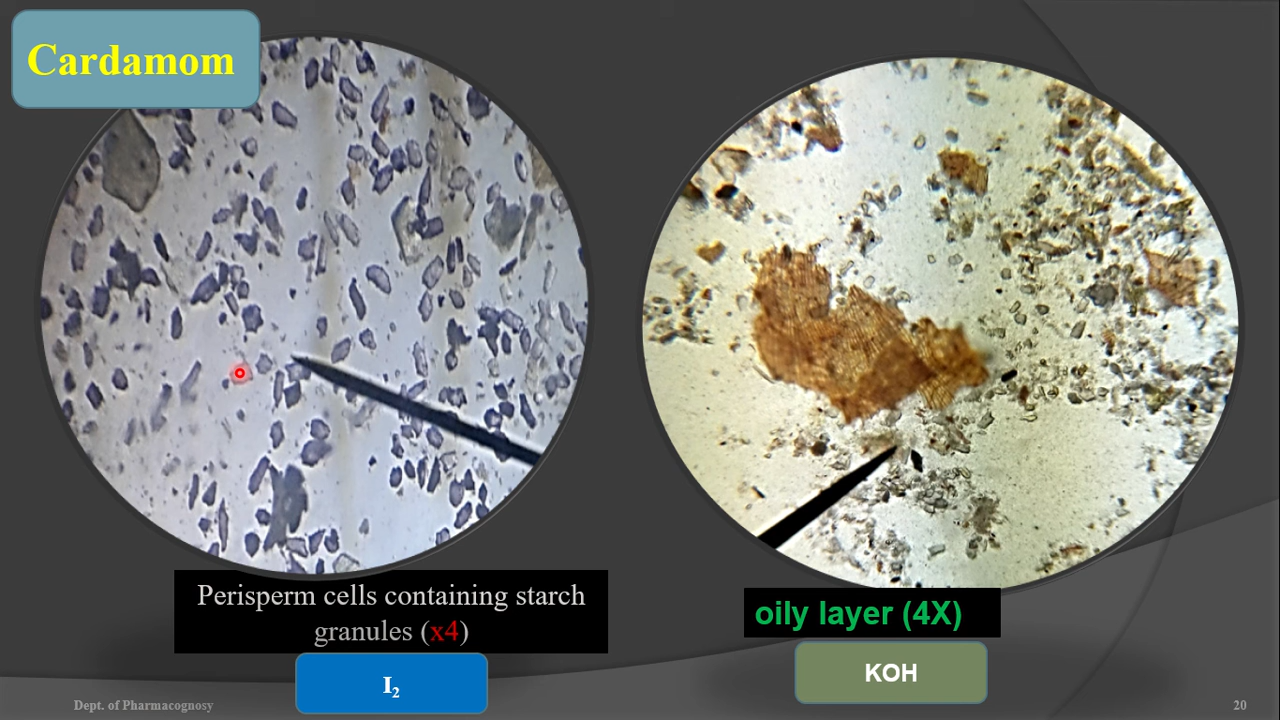 Cardamom
Perisperm cells containing starch
granules (x4)
I₂
oily layer (4X)
KOH
Dept. of Pharmacognosy
20